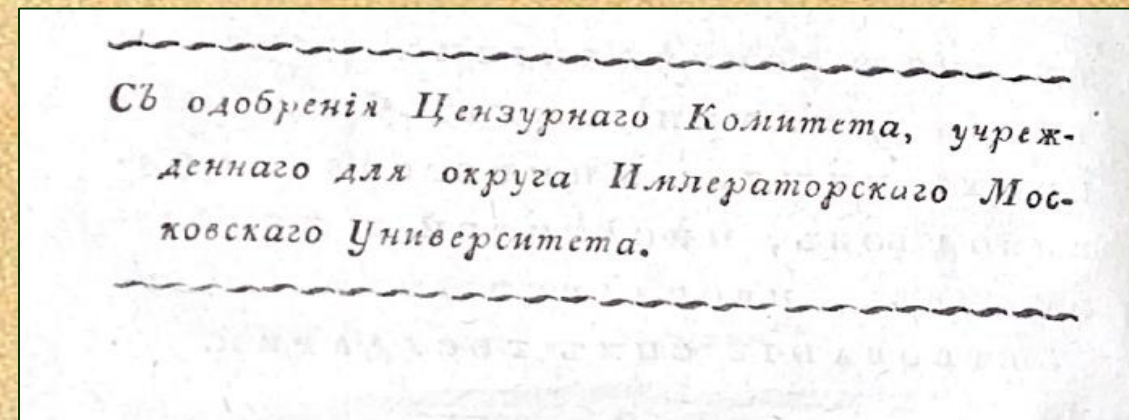 Съ одобренія Цензурнаго Комитета, учреж-
деннаго для округа Императорскаго Мос-
ковскаго Университета.